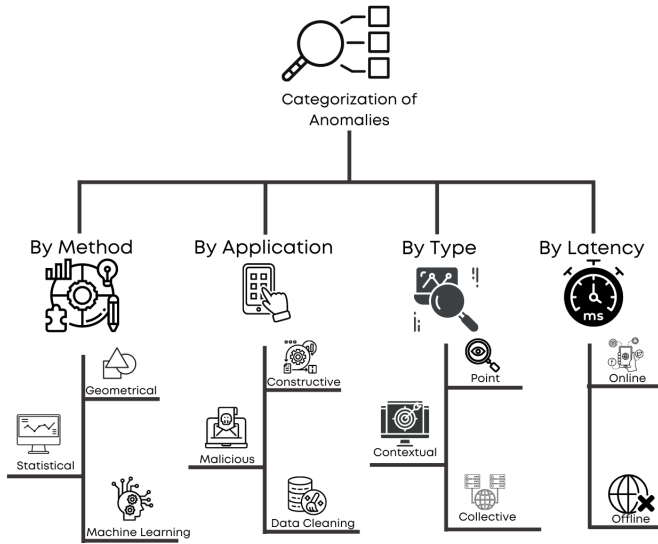 Categorization of
Anomalies
By Method
By Application
By Type
By Latency
ms
Geometrical
Constructive
Point
Online
Statistical
Malicious
Contextual
Machine Learning
Data Cleaning
Collective
Offline